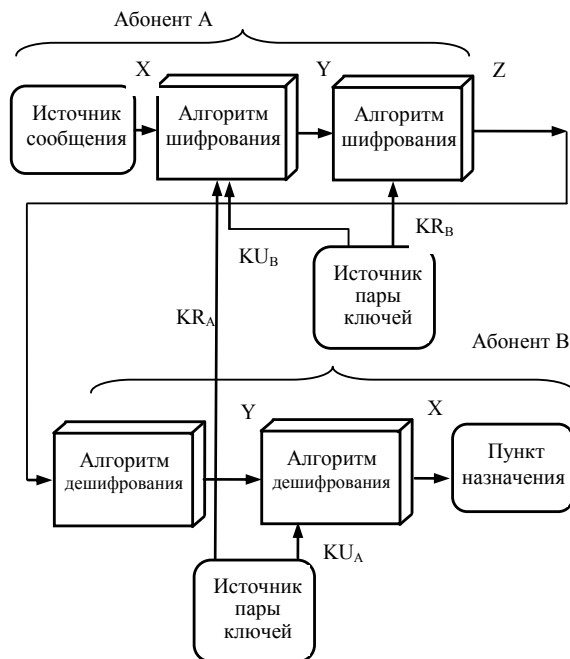 Абонент А
X
Y
Z
Источник
сообщения
Алгоритм
шифрования
Алгоритм
шифрования
KU_B
KR_B
Источник
пары
ключей
KR_A
Абонент В
Y
X
Алгоритм
дешифрования
Алгоритм
дешифрования
Пункт
назначения
KU_A
Источник
пары
ключей